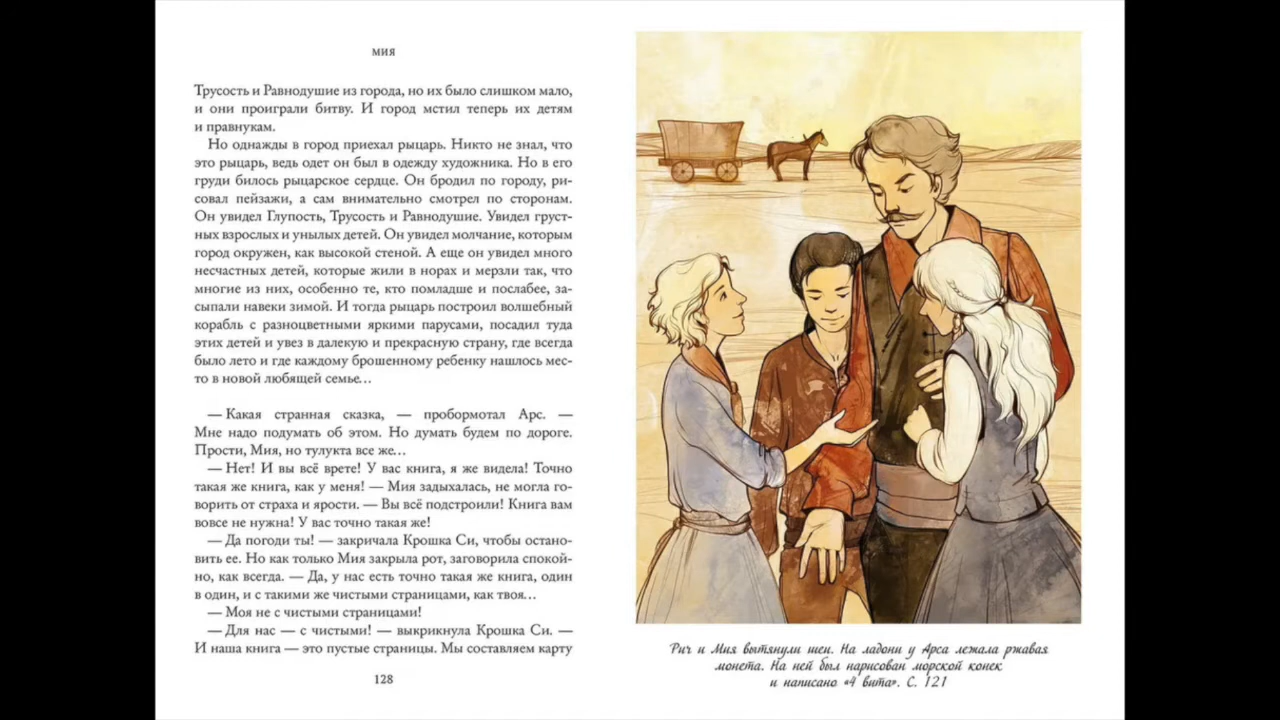 МИЯ
Трусость и Равнодушие из города, но их было слишком мало,
и они проиграли битву. И город мстил теперь их детям
и правнукам.
Но однажды в город приехал рыцарь. Никто не знал, что
это рыцарь, ведь одет он был в одежду художника. Но в его
груди билось рыцарское сердце. Он бродил по городу, ри-
совал пейзажи, а сам внимательно смотрел по сторонам.
Он увидел Глупость, Трусость и Равнодушие. Увидел груст-
ных взрослых и унылых детей. Он увидел молчание, которым
город окружен, как высокой стеной. А еще он увидел много
несчастных детей, которые жили в норах и мерзли так, что
многие из них, особенно те, кто помладше и послабее, за-
сыпали навеки зимой. И тогда рыцарь построил волшебный
корабль с разноцветными яркими парусами, посадил туда
этих детей и увез в далекую и прекрасную страну, где всегда
было лето и где каждому брошенному ребенку нашлось мес-
то в новой любящей семье…
— Какая странная сказка, — пробормотал Арс. —
Мне надо подумать об этом. Но думать будем по дороге.
Прости, Мия, но тулукта все же…
— Нет! И вы всё врете! У вас книга, я же видела! Точно
такая же книга, как у меня! — Мия задыхалась, не могла го-
ворить от страха и ярости. — Вы всё подстроили! Книга вам
вовсе не нужна! У вас точно такая же!
— Да погоди ты! — закричала Крошка Си, чтобы остано-
вить ее. Но как только Мия закрыла рот, заговорила спокой-
но, как всегда. — Да, у нас есть точно такая же книга, один
в один, и с такими же чистыми страницами, как твоя…
— Моя не с чистыми страницами!
— Для нас — с чистыми! — выкрикнула Крошка Си. —
И наша книга — это пустые страницы. Мы составляем карту
128
Рич и Мия вытянули шеи. На ладони у Арса лежала ржавая
монета. На ней был нарисован морской конек
и написано «4 вита». С. 121